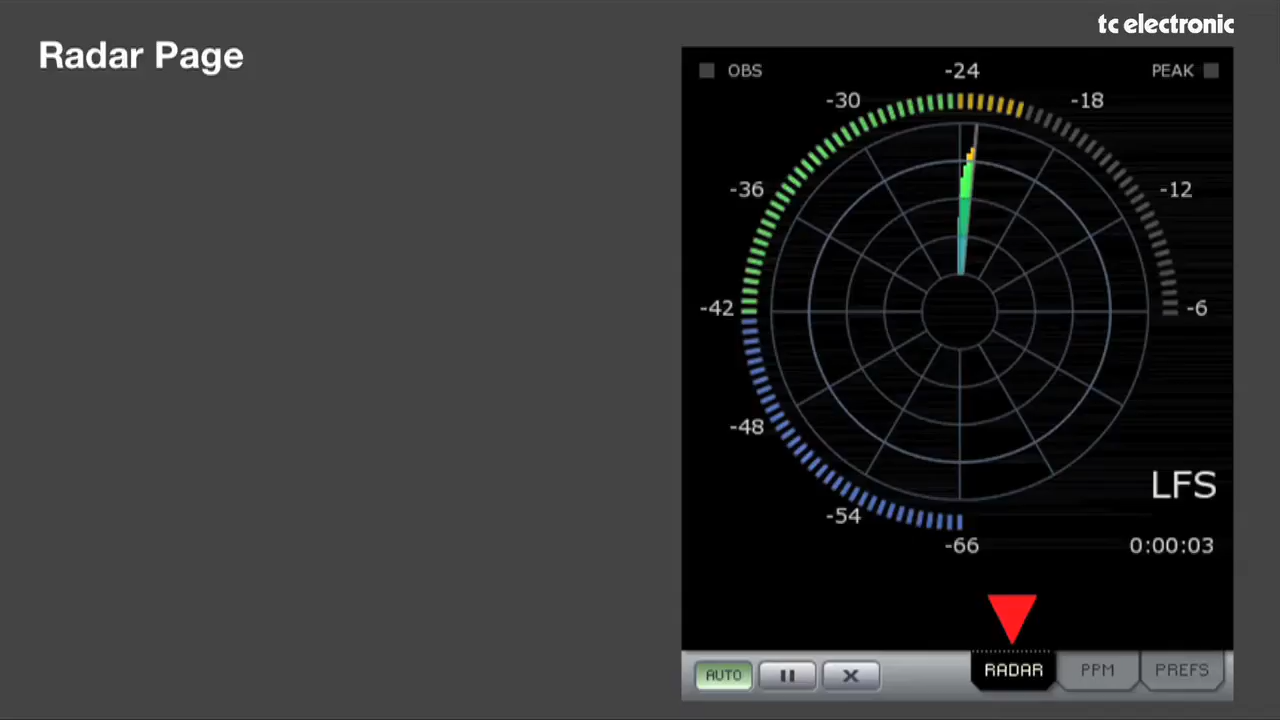 tc electronic
Radar Page
OBS
-24
PEAK
-30
-18
-36
-12
-42
-6
-48
LFS
-54
-66
0:00:03
AUTO
RADAR
PPM
PREFS